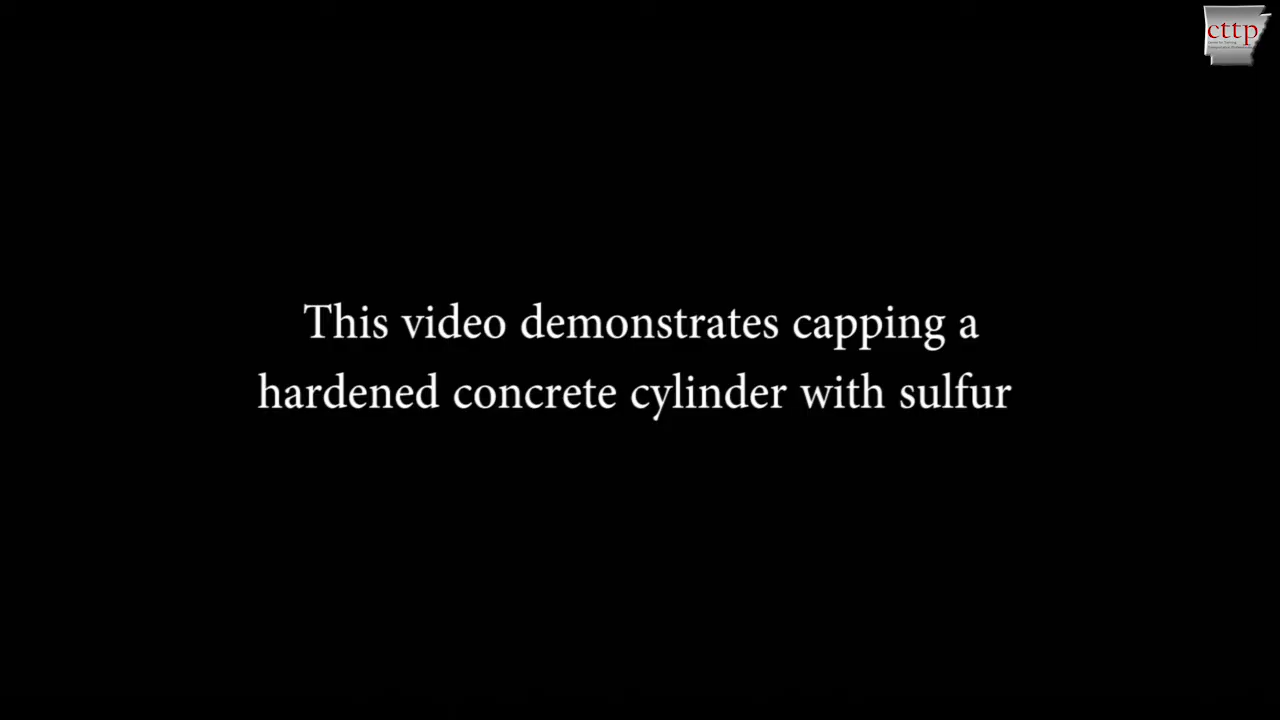 cttp
This video demonstrates capping a
hardened concrete cylinder with sulfur